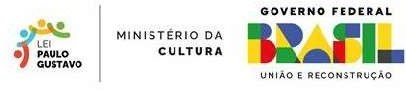 LEI
PAULO
GUSTAVO
MINISTÉRIO DA
CULTURA
GOVERNO FEDERAL
BRASIL
UNIÃO E RECONSTRUÇÃO